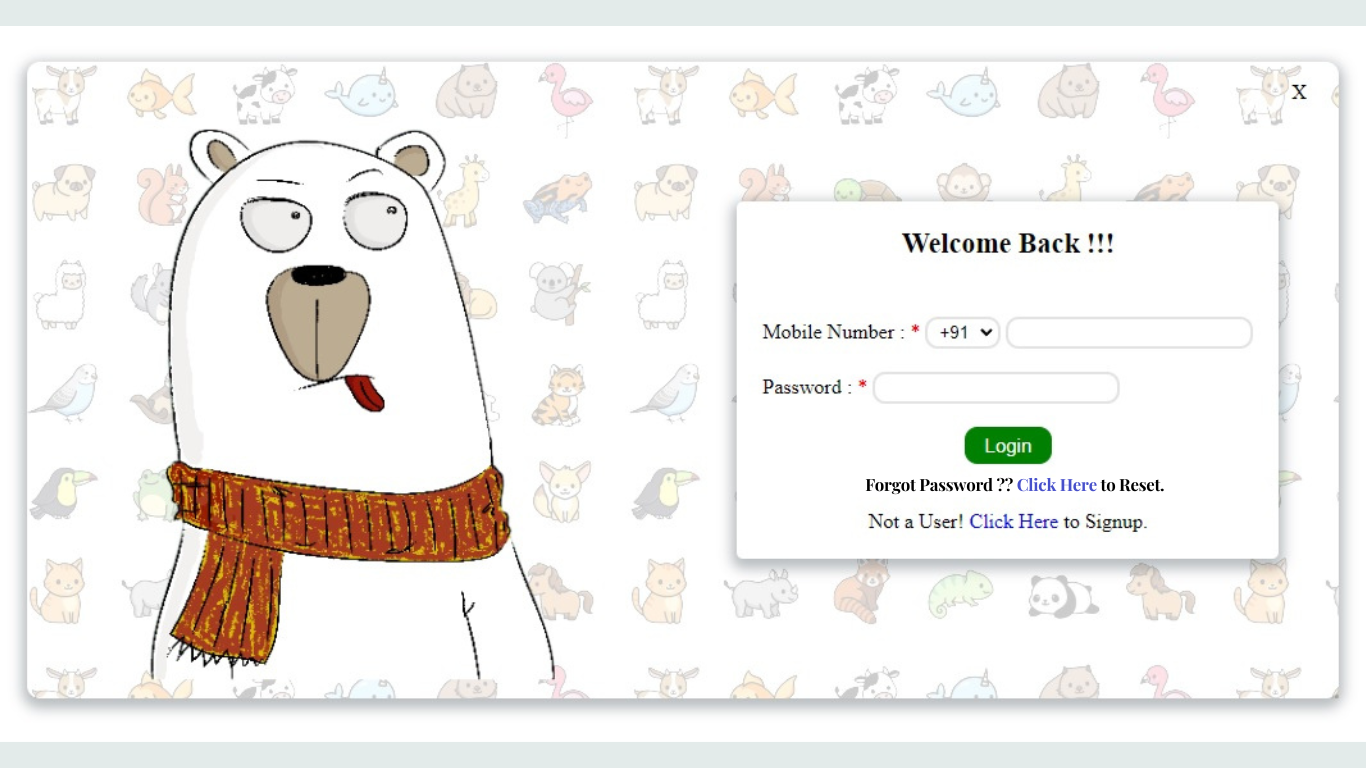 X
Welcome Back !!!
Mobile Number : * +91
Password : *
Login
Forgot Password ?? Click Here to Reset.
Not a User! Click Here to Signup.